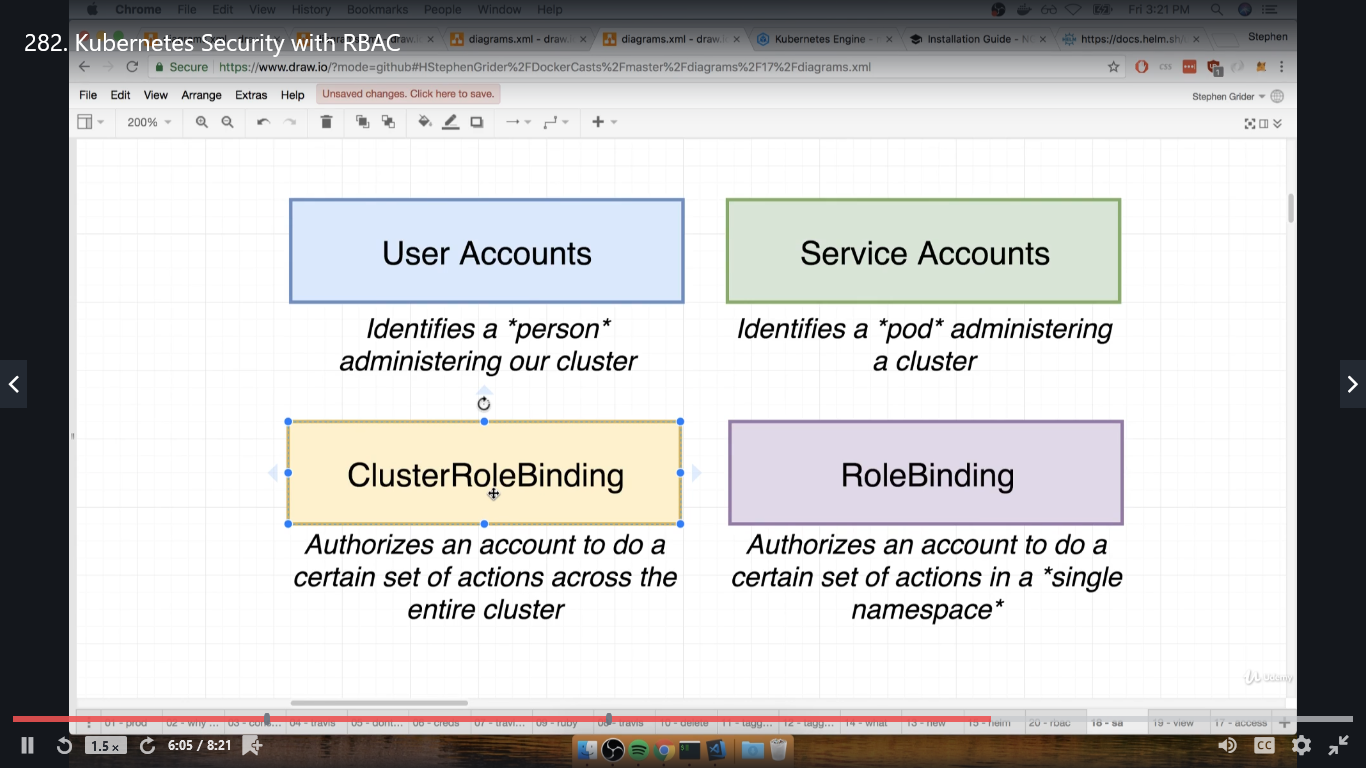 Chrome File Edit View History Bookmarks People Window Help Fri 3:21 PM
282. Kubernetes Security with RBAC
diagrams.xml - draw. diagrams.xml - draw.i Kubernetes Engine - Installation Guide - N https://docs.helm.sh/ Stephen
Secure https://www.draw.io/?mode=github#HStephenGrider%2FDockerCasts%2Fmaster%2Fdiagrams%2F17%2Fdiagrams.xml
File Edit View Arrange Extras Help Unsaved changes. Click here to save. Stephen Grider
200%
User Accounts
Identifies a *person*
administering our cluster
Service Accounts
Identifies a *pod* administering
a cluster
ClusterRoleBinding
Authorizes an account to do a
certain set of actions across the
entire cluster
RoleBinding
Authorizes an account to do a
certain set of actions in a *single
namespace*
Udemy
01 - prod 02 - why ... 04 - travis 05 - dont... 06 - creds 07 - travi... 09 - ruby 10 - delete 11 - tagg... 12 - tagg... 14 - what 13 - new 15 - helm 20 - rbac 18 - sa 19 - view 17 - access
1.5 x 6:05 / 8:21 CC